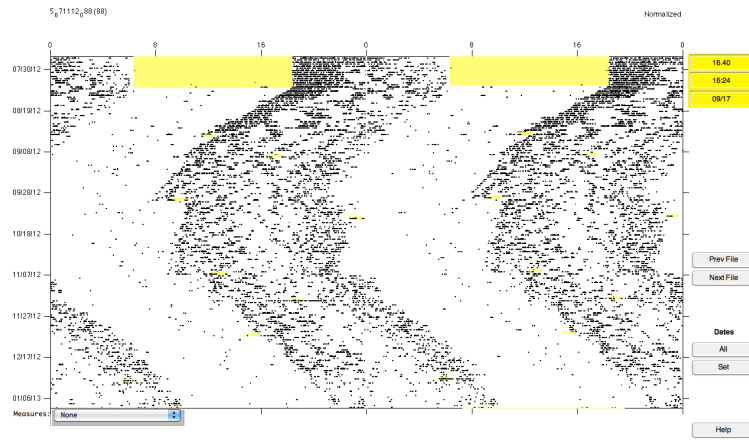 5_071112_088(88)
Normalized
0 8 16 0 8 16 0
16.40
07/30/12
16:24
09/17
08/19/12
09/08/12
09/28/12
10/18/12
Prev File
11/07/12
Next File
11/27/12
Dates
All
12/17/12
Set
01/06/13
Measures: None
Help